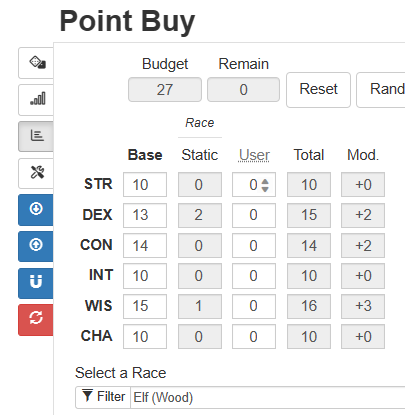 Point Buy
Budget Remain
27 0 Reset Rand
Race
Base Static User Total Mod.
STR 10 0 0 10 +0
DEX 13 2 0 15 +2
CON 14 0 0 14 +2
INT 10 0 0 10 +0
WIS 15 1 0 16 +3
CHA 10 0 0 10 +0
Select a Race
Filter Elf (Wood)